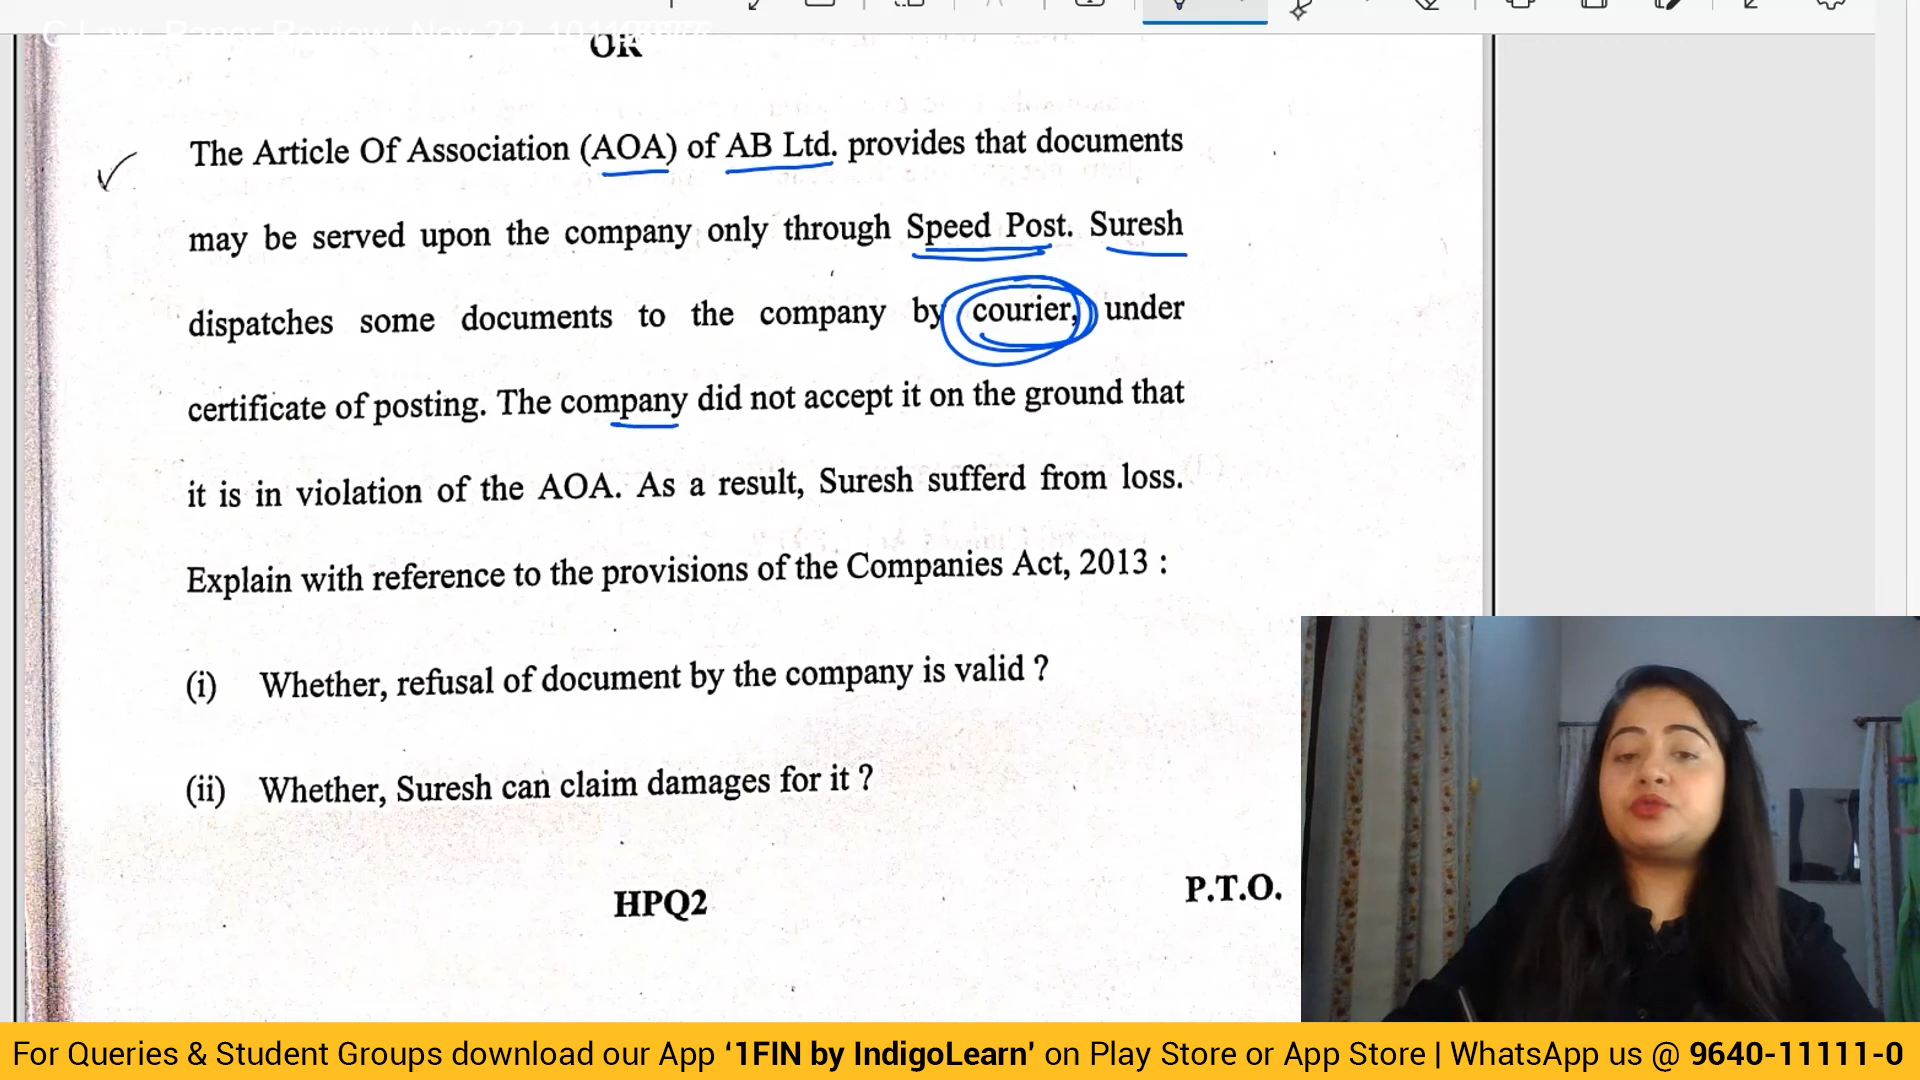 C Law - Paper Review - Nov 22
OR
The Article Of Association (AOA) of AB Ltd. provides that documents
may be served upon the company only through Speed Post. Suresh
dispatches some documents to the company by courier, under
certificate of posting. The company did not accept it on the ground that
it is in violation of the AOA. As a result, Suresh sufferd from loss.
Explain with reference to the provisions of the Companies Act, 2013 :
(i) Whether, refusal of document by the company is valid ?
(ii) Whether, Suresh can claim damages for it ?
HPQ2
P.T.O.
For Queries & Student Groups download our App ‘1FIN by IndigoLearn' on Play Store or App Store | WhatsApp us @ 9640-11111-0